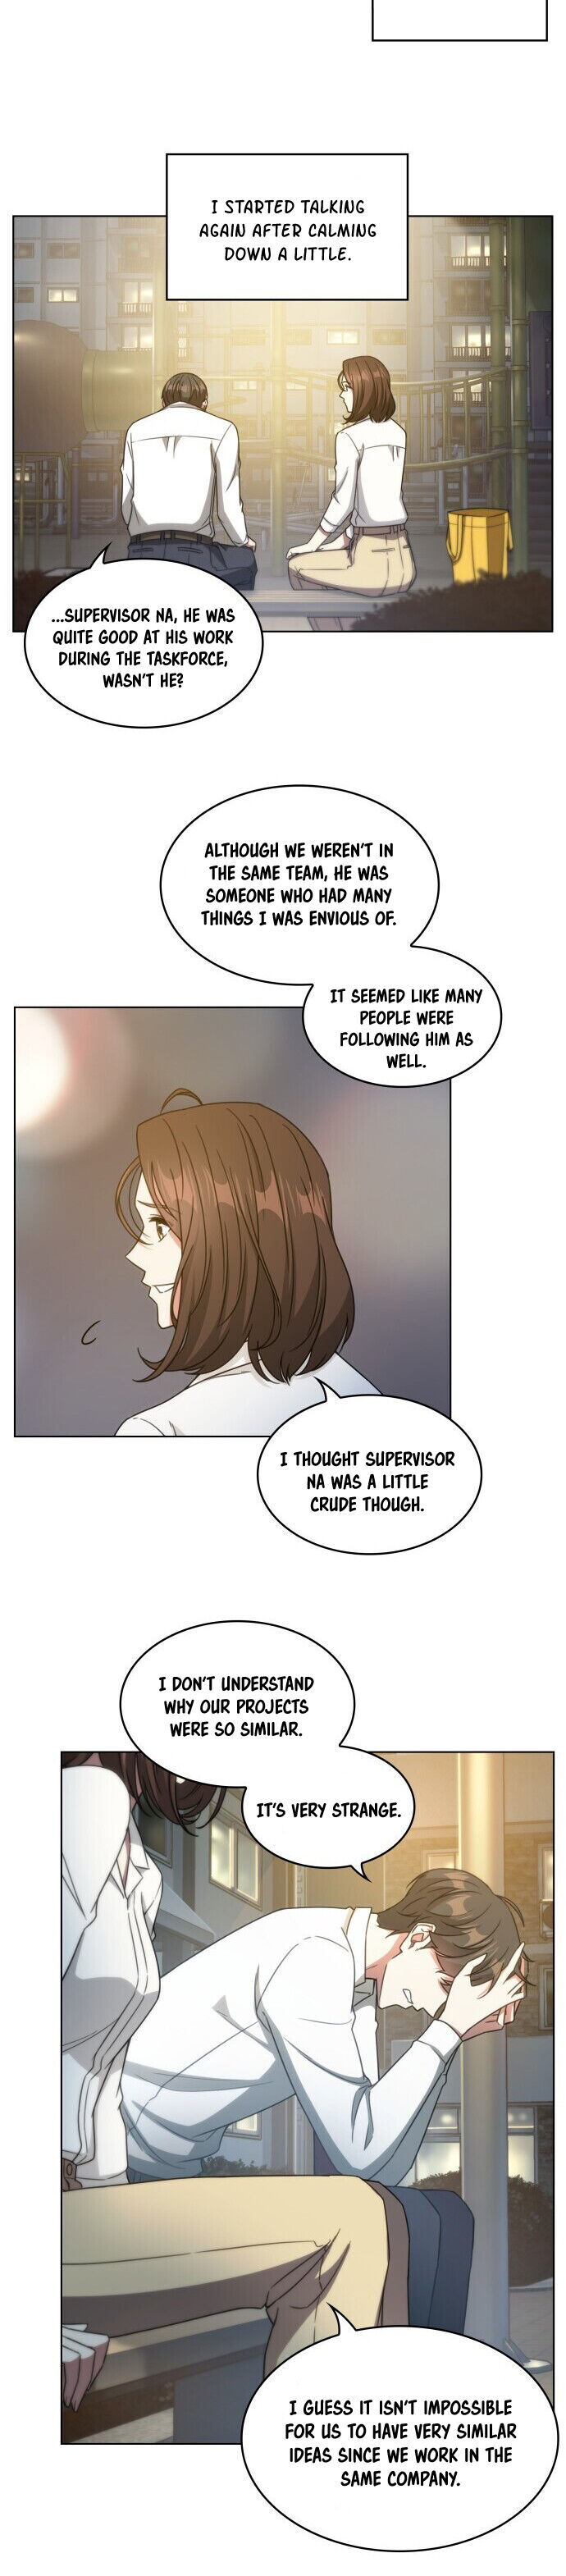 I STARTED TALKING
AGAIN AFTER CALMING
DOWN A LITTLE.
...SUPERVISOR NA, HE WAS
QUITE GOOD AT HIS WORK
DURING THE TASKFORCE,
WASN'T HE?
ALTHOUGH WE WEREN'T IN
THE SAME TEAM, HE WAS
SOMEONE WHO HAD MANY
THINGS I WAS ENVIOUS OF.
IT SEEMED LIKE MANY
PEOPLE WERE
FOLLOWING HIM AS
WELL.
I THOUGHT SUPERVISOR
NA WAS A LITTLE
CRUDE THOUGH.
I DON'T UNDERSTAND
WHY OUR PROJECTS
WERE SO SIMILAR.
IT'S VERY STRANGE.
I GUESS IT ISN'T IMPOSSIBLE
FOR US TO HAVE VERY SIMILAR
IDEAS SINCE WE WORK IN THE
SAME COMPANY.